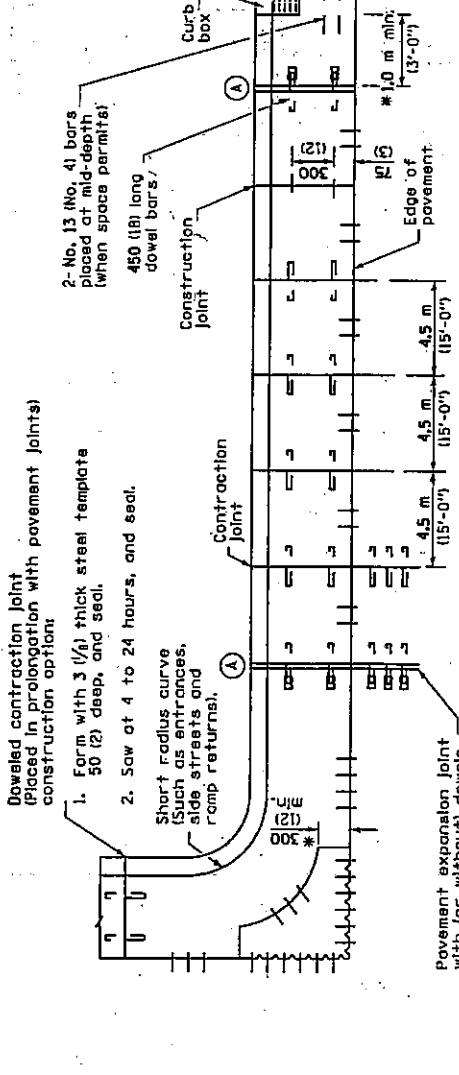 Doweled contraction joint
(Placed in prolongation with pavement joints)
construction option:
1. Form with 3 (1/8) thick steel template
50 (2) deep, and seal.
2. Saw at 4 to 24 hours, and seal.
Short radius curve
(Such as entrances,
side streets and
ramp returns).
* 300
(12)
min.
A
Contraction
joint
Construction
joint
2- No. 13 (No. 4) bars
placed at mid-depth
(when space permits)
450 (18) long
dowel bars
Curb
box
A
300
(12)
75
(3)
* 1.0 m min.
(3'-0")
Edge of
pavement
4.5 m
(15'-0")
4.5 m
(15'-0")
4.5 m
(15'-0")
Pavement expansion joint
with (or without) dowels